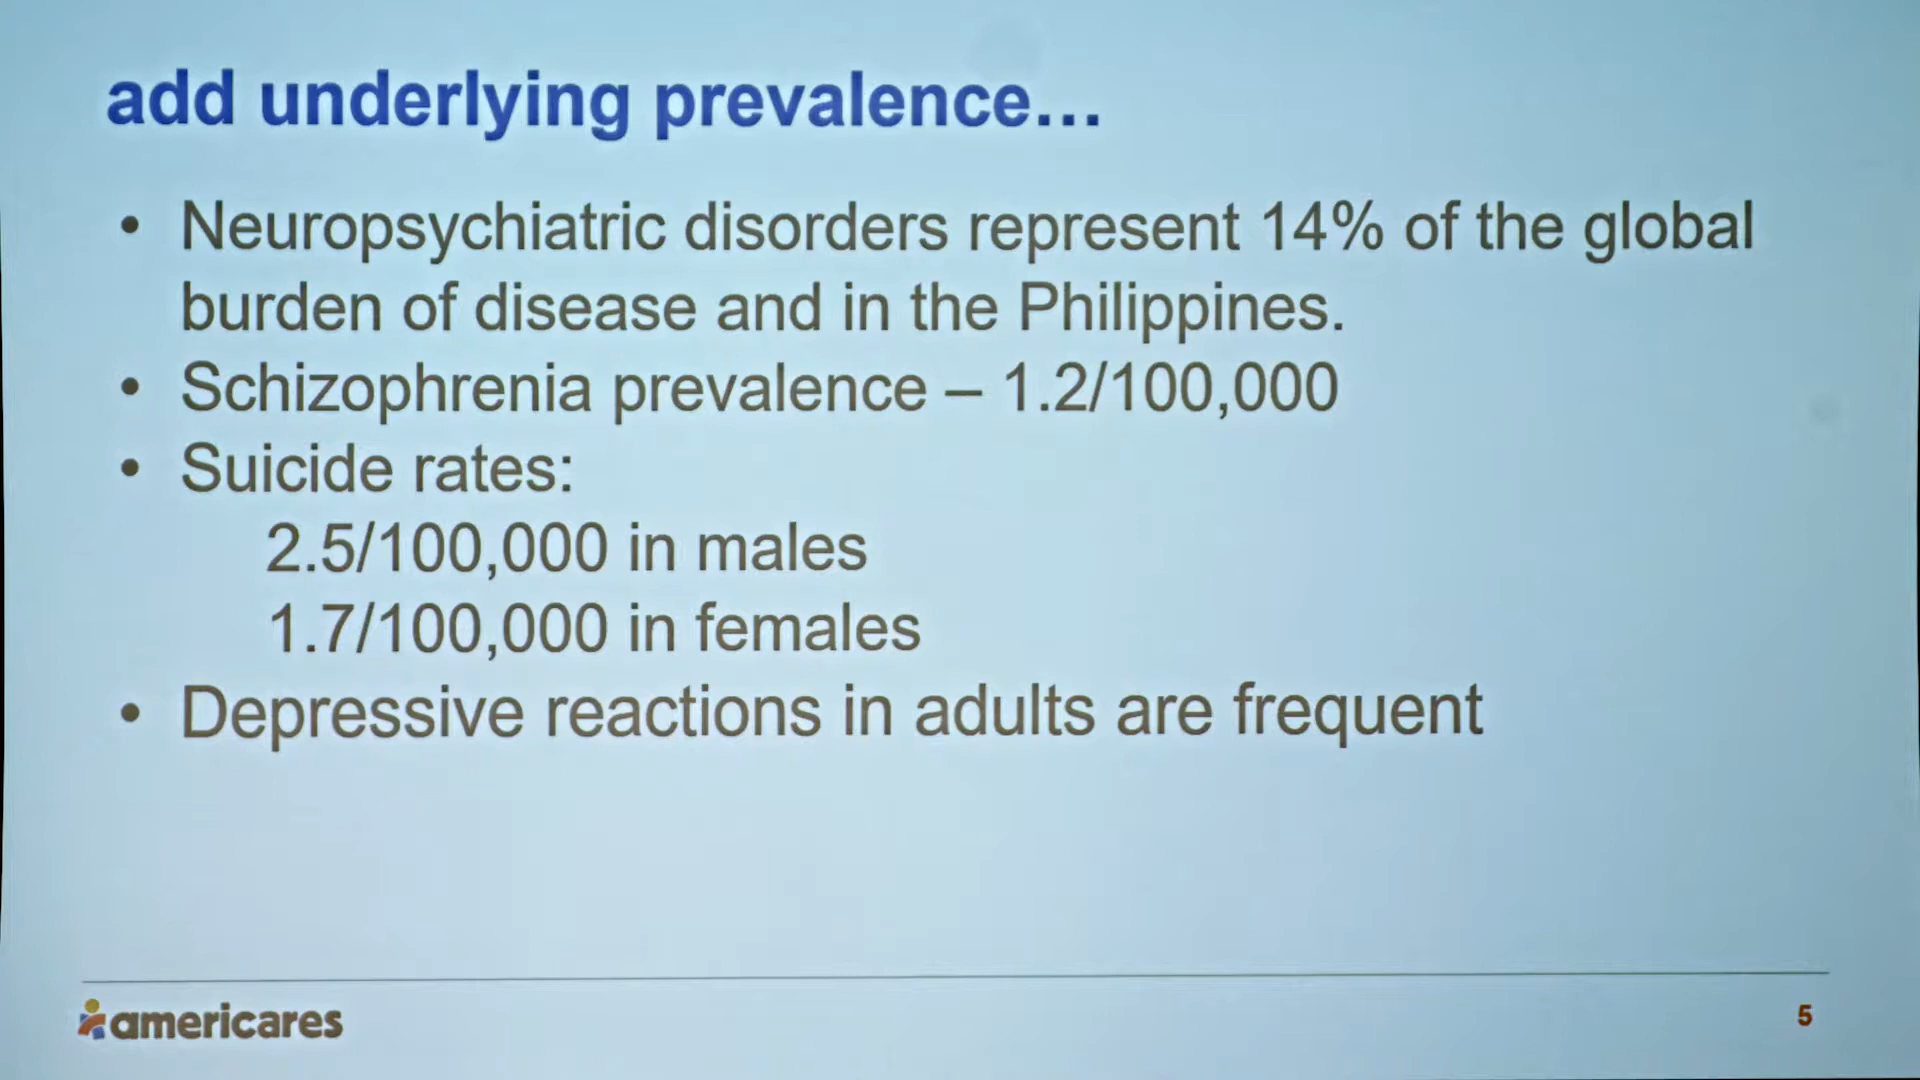 add underlying prevalence...
• Neuropsychiatric disorders represent 14% of the global
burden of disease and in the Philippines.
• Schizophrenia prevalence – 1.2/100,000
• Suicide rates:
2.5/100,000 in males
1.7/100,000 in females
• Depressive reactions in adults are frequent
americares
5